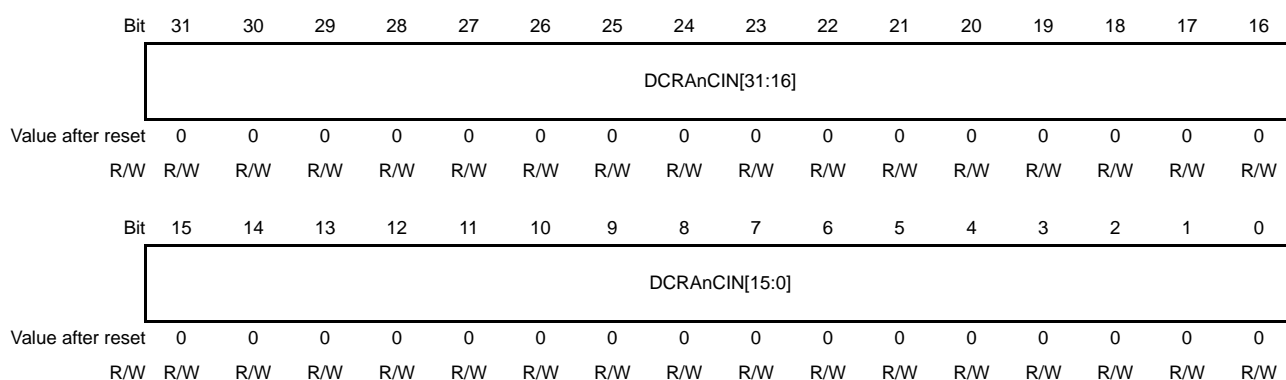 Bit 31 30 29 28 27 26 25 24 23 22 21 20 19 18 17 16
DCRAnCIN[31:16]
Value after reset 0 0 0 0 0 0 0 0 0 0 0 0 0 0 0 0
R/W R/W R/W R/W R/W R/W R/W R/W R/W R/W R/W R/W R/W R/W R/W R/W R/W
Bit 15 14 13 12 11 10 9 8 7 6 5 4 3 2 1 0
DCRAnCIN[15:0]
Value after reset 0 0 0 0 0 0 0 0 0 0 0 0 0 0 0 0
R/W R/W R/W R/W R/W R/W R/W R/W R/W R/W R/W R/W R/W R/W R/W R/W R/W